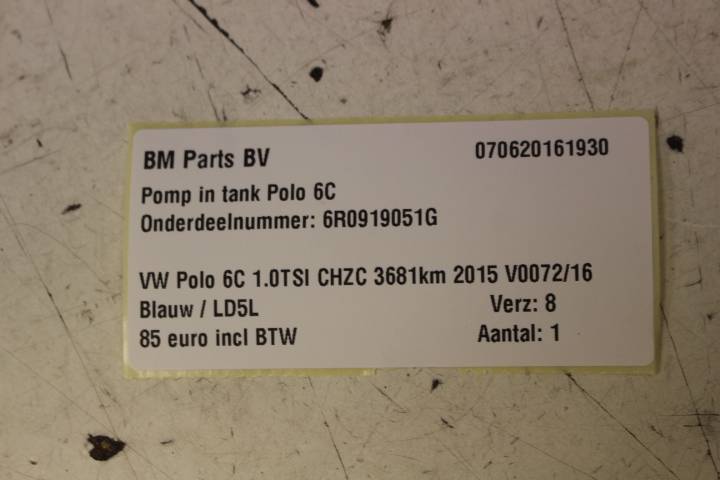 BM Parts BV 070620161930
Pomp in tank Polo 6C
Onderdeelnummer: 6R0919051G
VW Polo 6C 1.0TSI CHZC 3681km 2015 V0072/16
Blauw / LD5L Verz: 8
85 euro incl BTW Aantal: 1